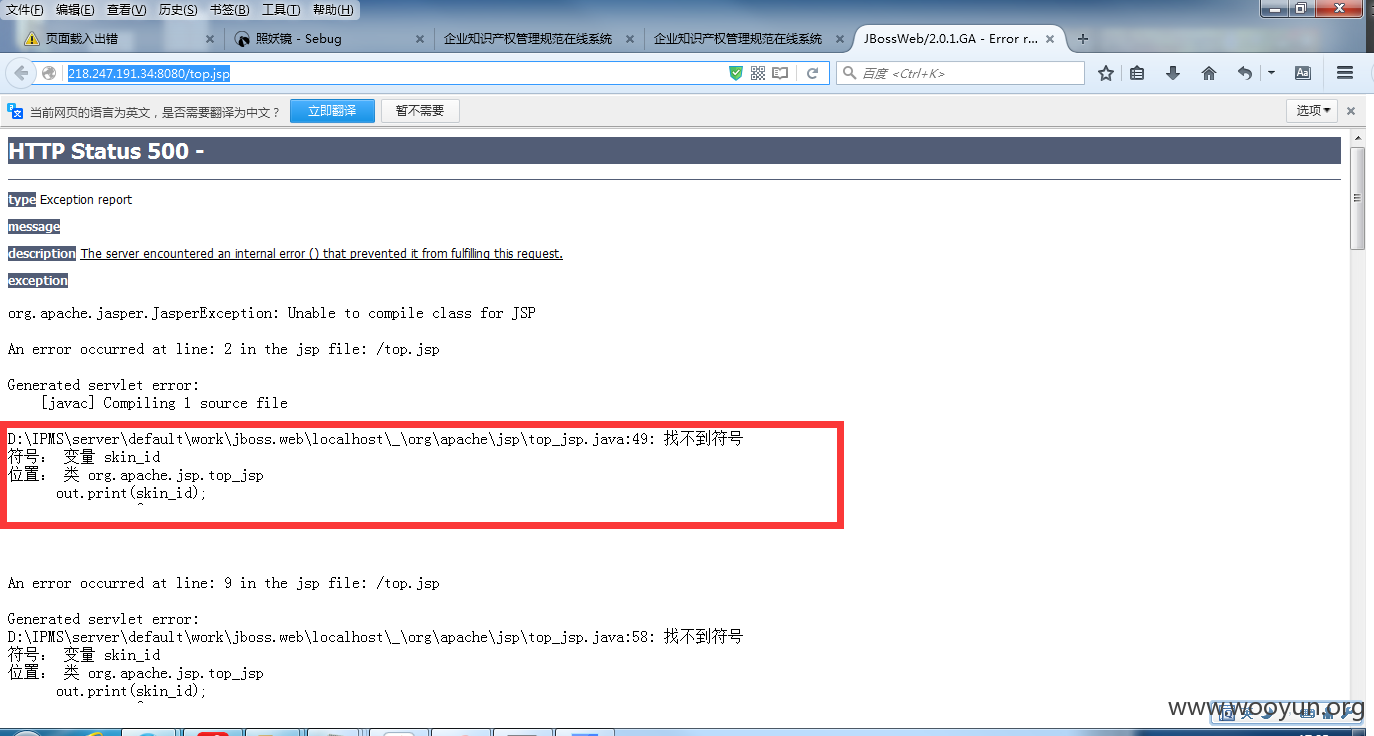 文件(F) 编辑(E) 查看(V) 历史(S) 书签(B) 工具(T) 帮助(H)
页面载入出错 照妖镜 - Sebug 企业知识产权管理规范在线系统 企业知识产权管理规范在线系统 JBossWeb/2.0.1.GA - Error r...
218.247.191.34:8080/top.jsp 百度 <Ctrl+K>
当前网页的语言为英文，是否需要翻译为中文？ 立即翻译 暂不需要 选项
HTTP Status 500 -
type Exception report
message
description The server encountered an internal error () that prevented it from fulfilling this request.
exception
org.apache.jasper.JasperException: Unable to compile class for JSP
An error occurred at line: 2 in the jsp file: /top.jsp
Generated servlet error:
[javac] Compiling 1 source file
D:\IPMS\server\default\work\jboss.web\localhost\_\org\apache\jsp\top_jsp.java:49: 找不到符号
符号： 变量 skin_id
位置： 类 org.apache.jsp.top_jsp
out.print(skin_id);
^
An error occurred at line: 9 in the jsp file: /top.jsp
Generated servlet error:
D:\IPMS\server\default\work\jboss.web\localhost\_\org\apache\jsp\top_jsp.java:58: 找不到符号
符号： 变量 skin_id
位置： 类 org.apache.jsp.top_jsp
out.print(skin_id);
^
www.wooyun.org